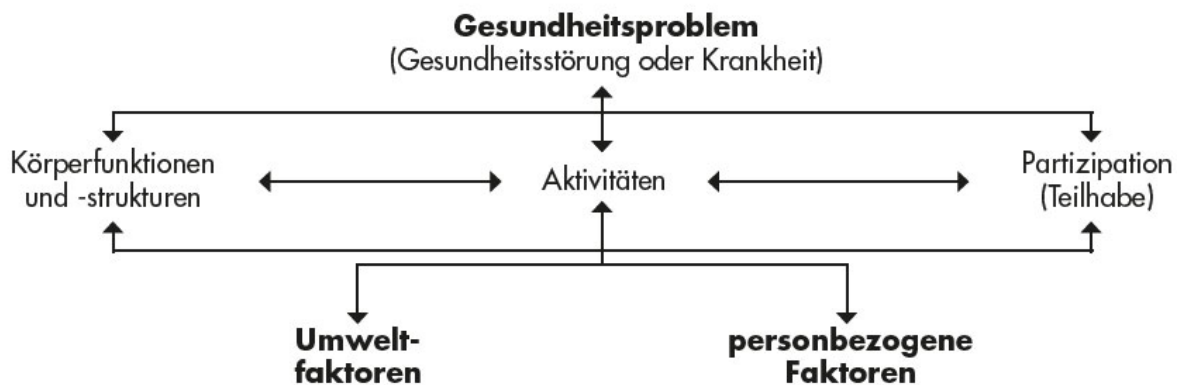 Gesundheitsproblem
(Gesundheitsstörung oder Krankheit)
Körperfunktionen
und -strukturen
Aktivitäten
Partizipation
(Teilhabe)
Umwelt-
faktoren
personbezogene
Faktoren